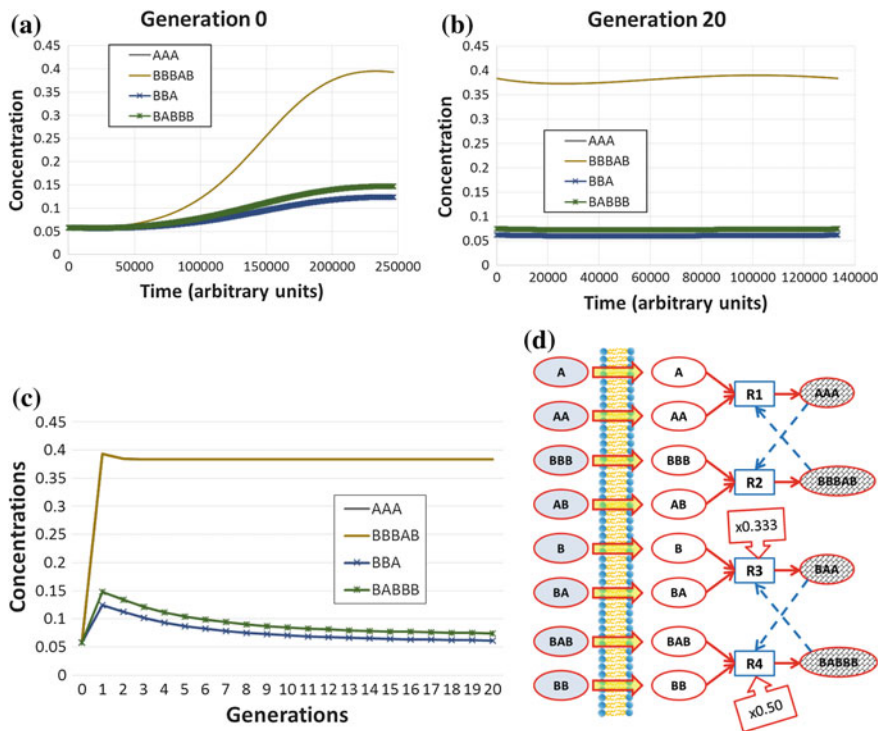 (a)
Generation 0
0.45
0.4
0.35
0.3
0.25
0.2
0.15
0.1
0.05
0
Concentration
AAA
BBBAB
BBA
BABBB
0 50000 100000 150000 200000 250000
Time (arbitrary units)
(b)
Generation 20
0.45
0.4
0.35
0.3
0.25
0.2
0.15
0.1
0.05
0
Concentration
AAA
BBBAB
BBA
BABBB
0 20000 40000 60000 80000 100000 120000 140000
Time (arbitrary units)
(c)
0.45
0.4
0.35
0.3
0.25
0.2
0.15
0.1
0.05
0
Concentrations
AAA
BBBAB
BBA
BABBB
0 1 2 3 4 5 6 7 8 9 10 11 12 13 14 15 16 17 18 19 20
Generations
(d)
A A R1 AAA
AA AA
BBB BBB R2 BBBAB
AB AB
x0.333
B B R3 BAA
BA BA
BAB BAB R4 BABBB
BB BB
x0.50